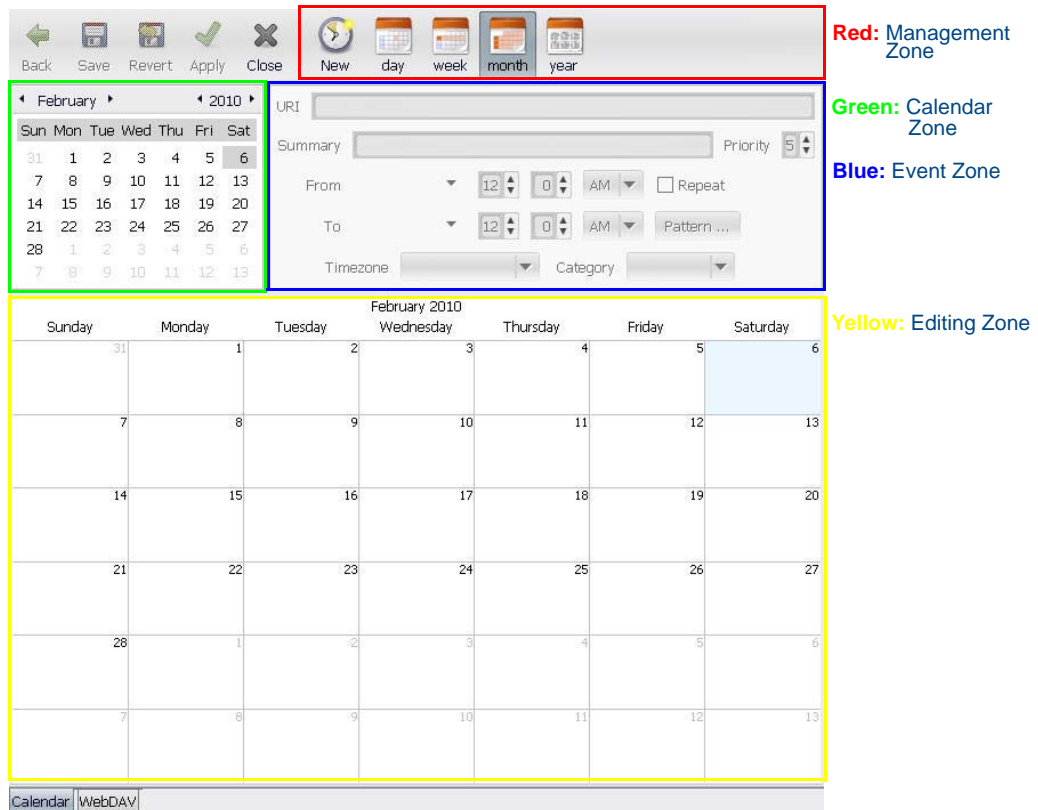 Back Save Revert Apply Close New day week month year
Red: Management
Zone
February 2010
Sun Mon Tue Wed Thu Fri Sat
31 1 2 3 4 5 6
7 8 9 10 11 12 13
14 15 16 17 18 19 20
21 22 23 24 25 26 27
28 1 2 3 4 5 6
7 8 9 10 11 12 13
URI
Summary Priority 5
From 12 0 AM Repeat
To 12 0 AM Pattern ...
Timezone Category
Green: Calendar
Zone
Blue: Event Zone
February 2010
Sunday Monday Tuesday Wednesday Thursday Friday Saturday
31 1 2 3 4 5 6
7 8 9 10 11 12 13
14 15 16 17 18 19 20
21 22 23 24 25 26 27
28 1 2 3 4 5 6
7 8 9 10 11 12 13
Yellow: Editing Zone
Calendar WebDAV